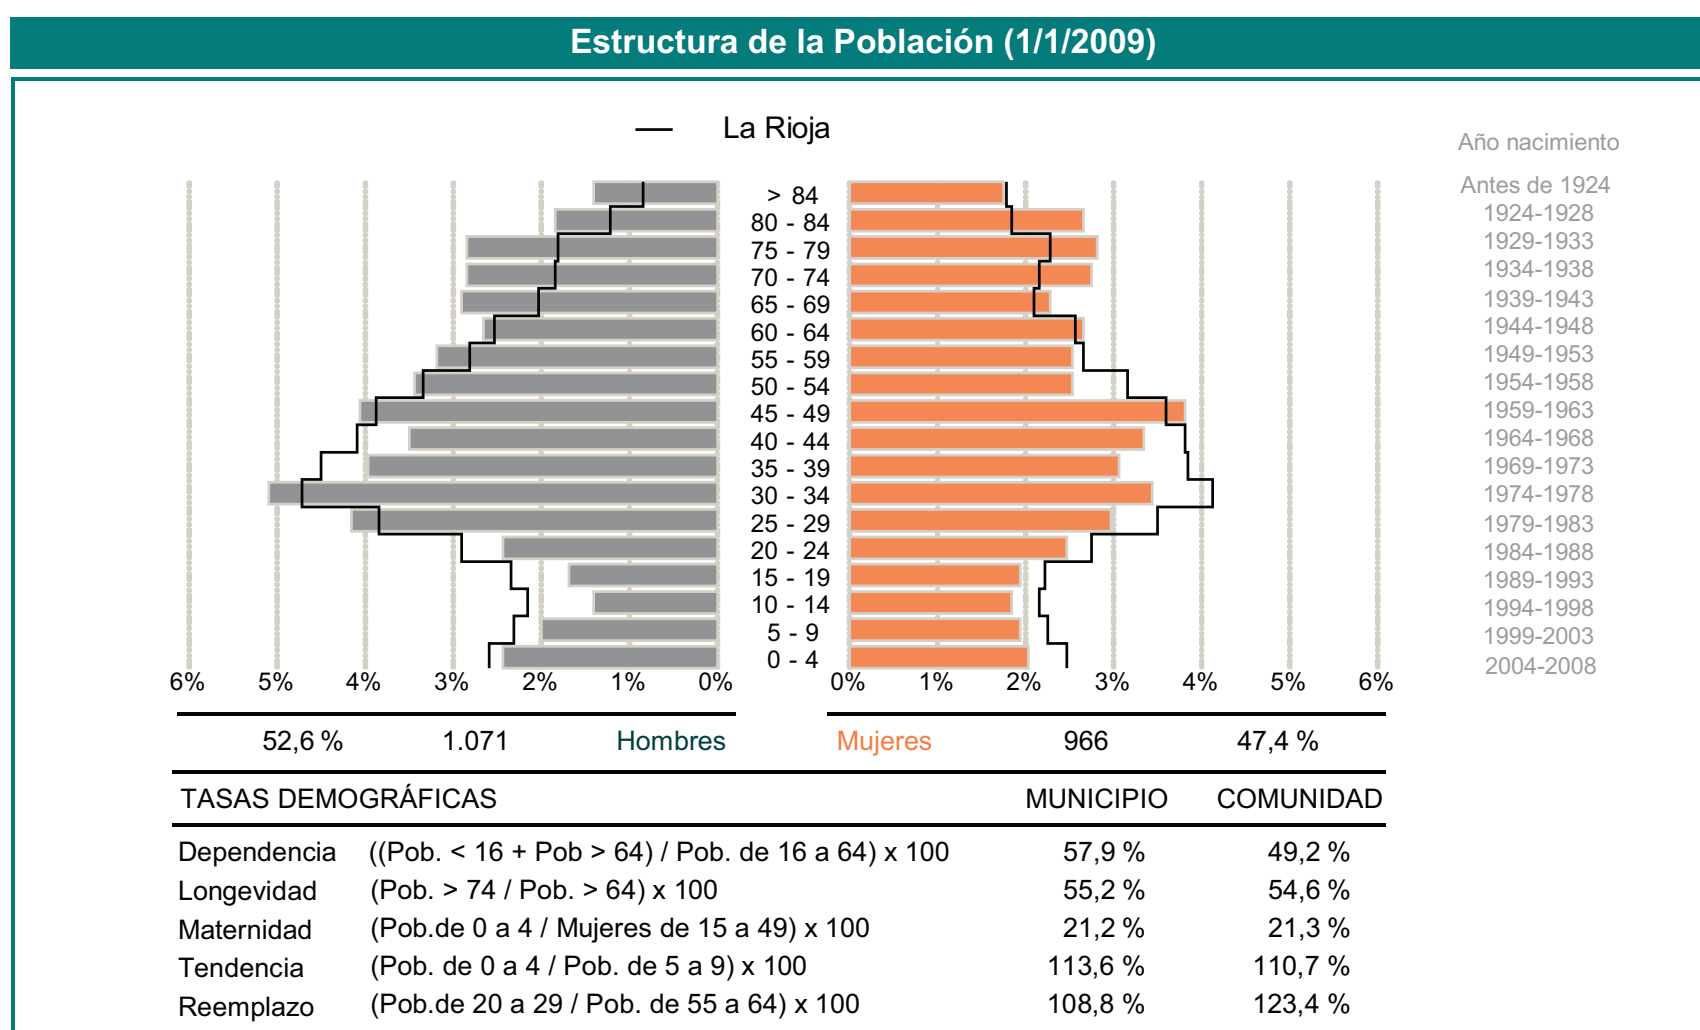 Estructura de la Población (1/1/2009)
La Rioja
Año nacimiento
> 84 Antes de 1924
80 - 84 1924-1928
75 - 79 1929-1933
70 - 74 1934-1938
65 - 69 1939-1943
60 - 64 1944-1948
55 - 59 1949-1953
50 - 54 1954-1958
45 - 49 1959-1963
40 - 44 1964-1968
35 - 39 1969-1973
30 - 34 1974-1978
25 - 29 1979-1983
20 - 24 1984-1988
15 - 19 1989-1993
10 - 14 1994-1998
5 - 9 1999-2003
0 - 4 2004-2008
6% 5% 4% 3% 2% 1% 0% 0% 1% 2% 3% 4% 5% 6%
52,6 % 1.071 Hombres Mujeres 966 47,4 %
TASAS DEMOGRÁFICAS MUNICIPIO COMUNIDAD
Dependencia ((Pob. < 16 + Pob > 64) / Pob. de 16 a 64) x 100 57,9 % 49,2 %
Longevidad (Pob. > 74 / Pob. > 64) x 100 55,2 % 54,6 %
Maternidad (Pob.de 0 a 4 / Mujeres de 15 a 49) x 100 21,2 % 21,3 %
Tendencia (Pob. de 0 a 4 / Pob. de 5 a 9) x 100 113,6 % 110,7 %
Reemplazo (Pob.de 20 a 29 / Pob. de 55 a 64) x 100 108,8 % 123,4 %